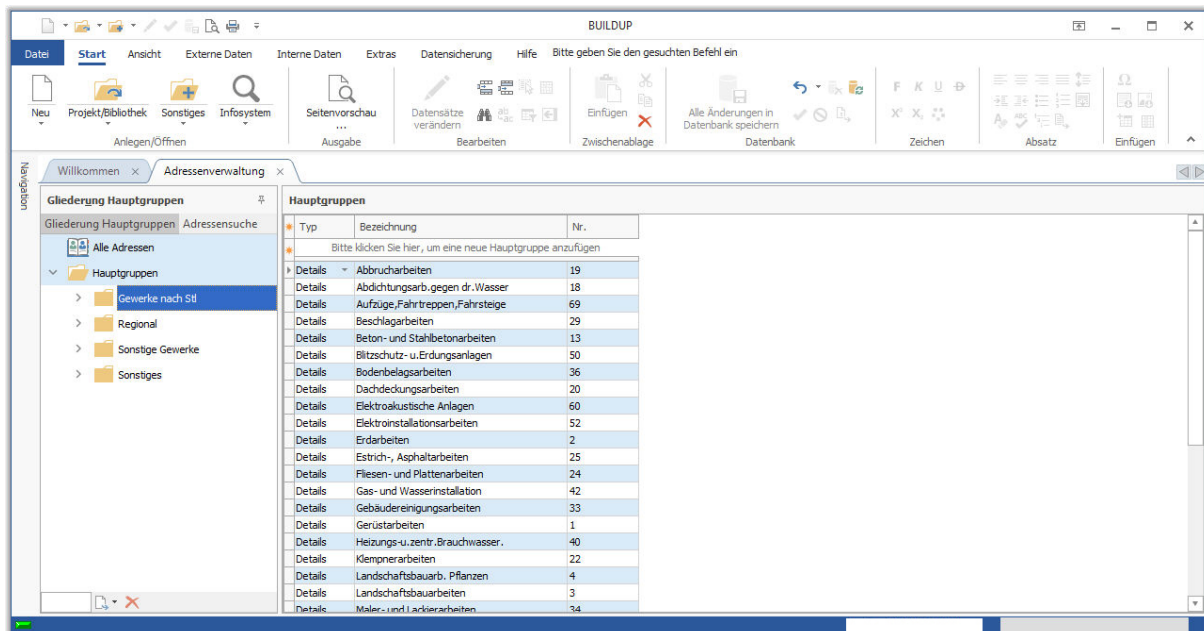 BUILDUP
Datei Start Ansicht Externe Daten Interne Daten Extras Datensicherung Hilfe Bitte geben Sie den gesuchten Befehl ein
Neu Projekt/Bibliothek Sonstiges Infosystem Seitenvorschau ... Datensätze verändern Einfügen Alle Änderungen in Datenbank speichern F K U D X² X₂ Ω
Anlegen/Öffnen Ausgabe Bearbeiten Zwischenablage Datenbank Zeichen Absatz Einfügen
Navigation
Willkommen × Adressenverwaltung ×
Gliederung Hauptgruppen
Gliederung Hauptgruppen Adressensuche
Alle Adressen
Hauptgruppen
Gewerke nach Stl
Regional
Sonstige Gewerke
Sonstiges
Hauptgruppen
Typ Bezeichnung Nr.
Bitte klicken Sie hier, um eine neue Hauptgruppe anzufügen
Details Abbrucharbeiten 19
Details Abdichtungsarb.gegen dr.Wasser 18
Details Aufzüge,Fahrtreppen,Fahrsteige 69
Details Beschlagarbeiten 29
Details Beton- und Stahlbetonarbeiten 13
Details Blitzschutz- u.Erdungsanlagen 50
Details Bodenbelagsarbeiten 36
Details Dachdeckungsarbeiten 20
Details Elektroakustische Anlagen 60
Details Elektroinstallationsarbeiten 52
Details Erdarbeiten 2
Details Estrich-, Asphaltarbeiten 25
Details Fliesen- und Plattenarbeiten 24
Details Gas- und Wasserinstallation 42
Details Gebäudereinigungsarbeiten 33
Details Gerüstarbeiten 1
Details Heizungs-u.zentr.Brauchwasser. 40
Details Klempnerarbeiten 22
Details Landschaftsbauarb. Pflanzen 4
Details Landschaftsbauarbeiten 3
Details Maler- und Lackierarbeiten 34